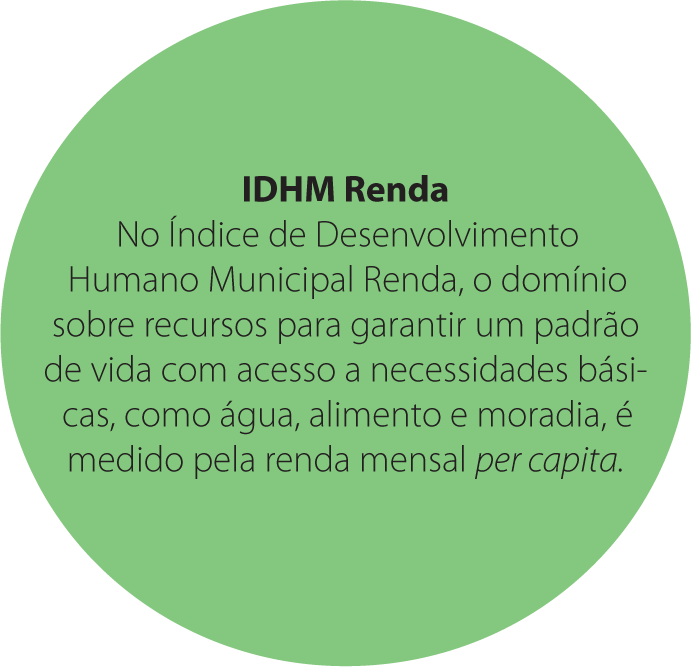 IDHM Renda
No Índice de Desenvolvimento
Humano Municipal Renda, o domínio
sobre recursos para garantir um padrão
de vida com acesso a necessidades bási-
cas, como água, alimento e moradia, é
medido pela renda mensal per capita.